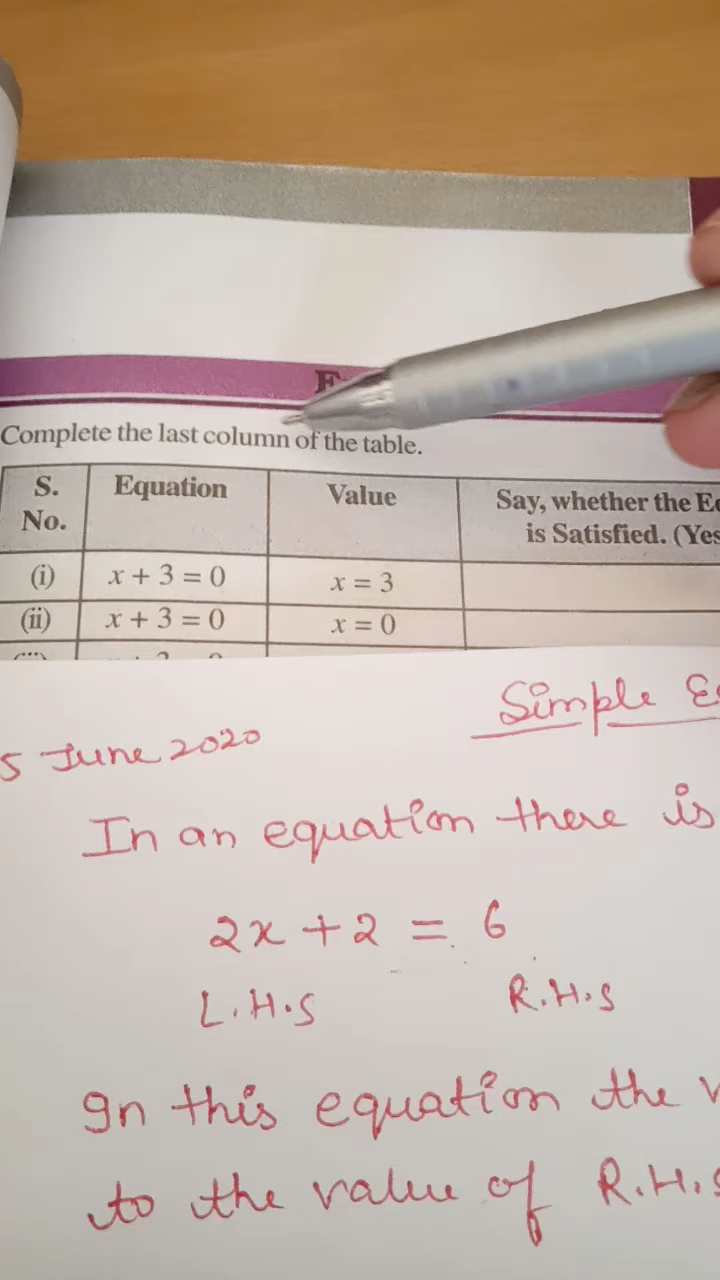 Complete the last column of the table.
S. No. Equation Value Say, whether the
is Satisfied. (Yes
(i) x + 3 = 0 x = 3
(ii) x + 3 = 0 x = 0
Simple
5 June 2020
In an equation there is
2x + 2 = 6
L.H.S R.H.S
In this equation the
to the value of R.H.S